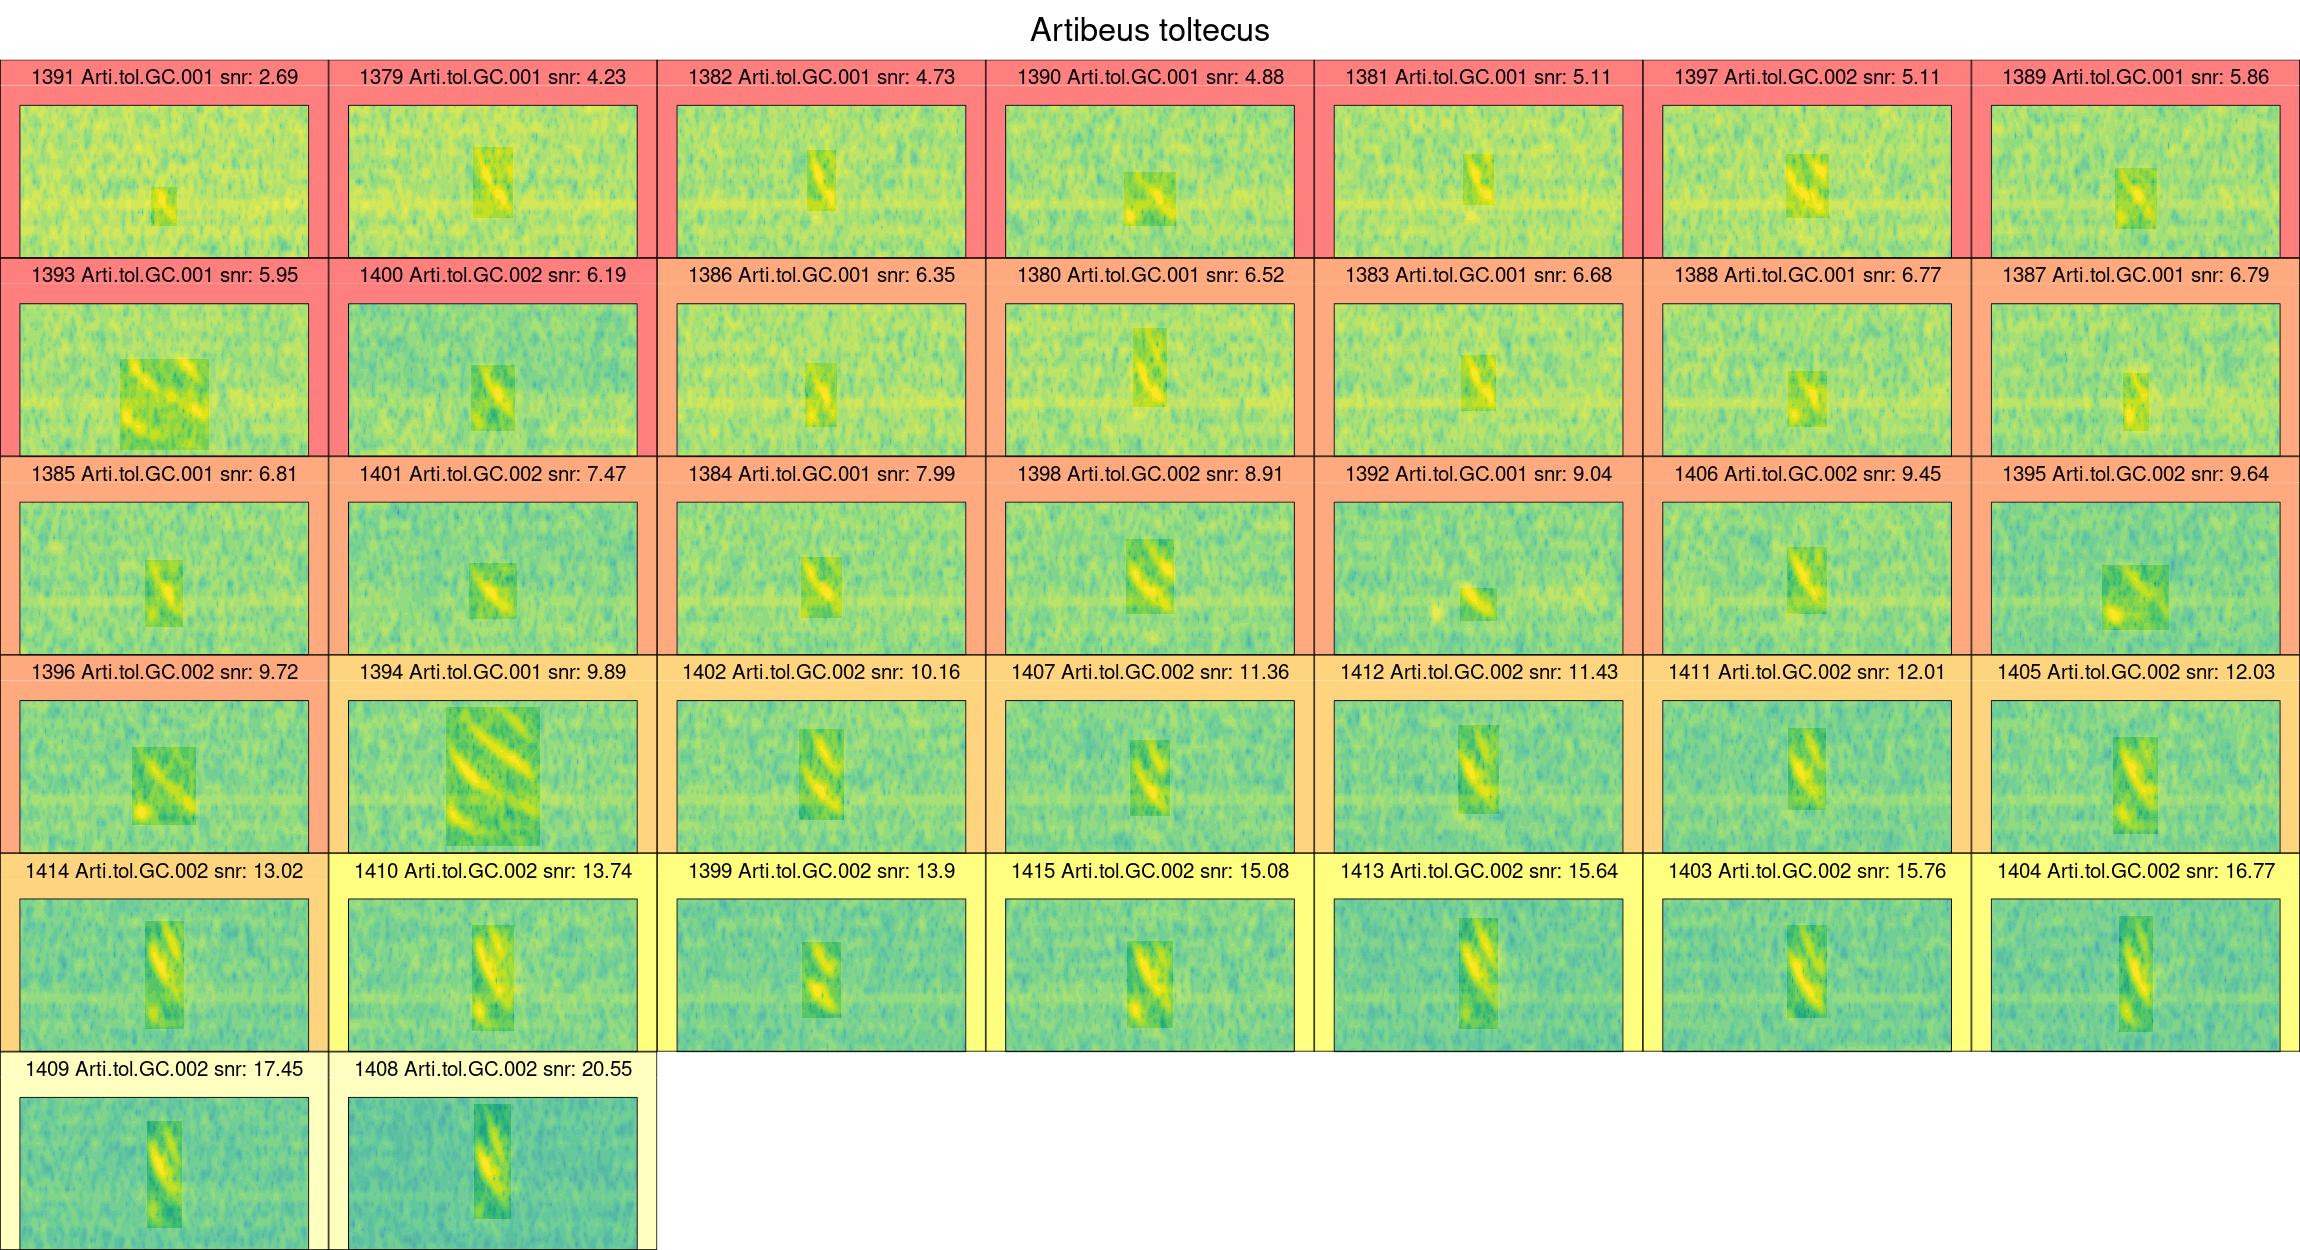 Artibeus toltecus
1391 Arti.tol.GC.001 snr: 2.69
1379 Arti.tol.GC.001 snr: 4.23
1382 Arti.tol.GC.001 snr: 4.73
1390 Arti.tol.GC.001 snr: 4.88
1381 Arti.tol.GC.001 snr: 5.11
1397 Arti.tol.GC.002 snr: 5.11
1389 Arti.tol.GC.001 snr: 5.86
1393 Arti.tol.GC.001 snr: 5.95
1400 Arti.tol.GC.002 snr: 6.19
1386 Arti.tol.GC.001 snr: 6.35
1380 Arti.tol.GC.001 snr: 6.52
1383 Arti.tol.GC.001 snr: 6.68
1388 Arti.tol.GC.001 snr: 6.77
1387 Arti.tol.GC.001 snr: 6.79
1385 Arti.tol.GC.001 snr: 6.81
1401 Arti.tol.GC.002 snr: 7.47
1384 Arti.tol.GC.001 snr: 7.99
1398 Arti.tol.GC.002 snr: 8.91
1392 Arti.tol.GC.001 snr: 9.04
1406 Arti.tol.GC.002 snr: 9.45
1395 Arti.tol.GC.002 snr: 9.64
1396 Arti.tol.GC.002 snr: 9.72
1394 Arti.tol.GC.001 snr: 9.89
1402 Arti.tol.GC.002 snr: 10.16
1407 Arti.tol.GC.002 snr: 11.36
1412 Arti.tol.GC.002 snr: 11.43
1411 Arti.tol.GC.002 snr: 12.01
1405 Arti.tol.GC.002 snr: 12.03
1414 Arti.tol.GC.002 snr: 13.02
1410 Arti.tol.GC.002 snr: 13.74
1399 Arti.tol.GC.002 snr: 13.9
1415 Arti.tol.GC.002 snr: 15.08
1413 Arti.tol.GC.002 snr: 15.64
1403 Arti.tol.GC.002 snr: 15.76
1404 Arti.tol.GC.002 snr: 16.77
1409 Arti.tol.GC.002 snr: 17.45
1408 Arti.tol.GC.002 snr: 20.55